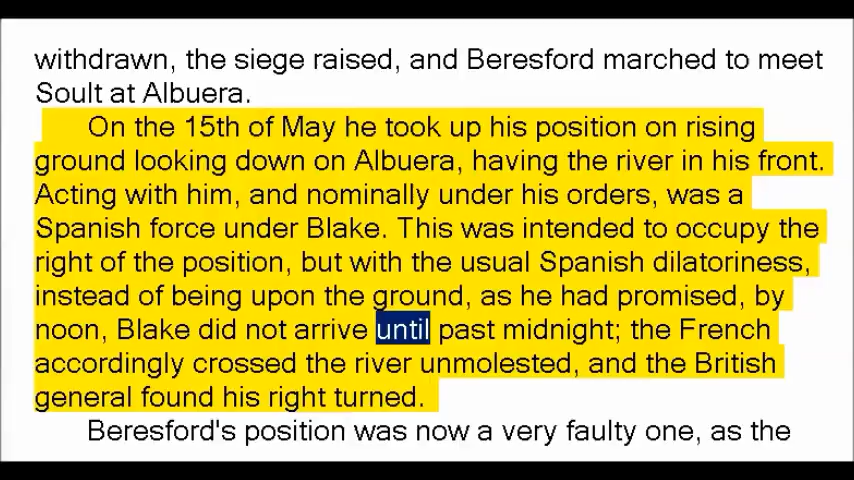 withdrawn, the siege raised, and Beresford marched to meet
Soult at Albuera.
On the 15th of May he took up his position on rising
ground looking down on Albuera, having the river in his front.
Acting with him, and nominally under his orders, was a
Spanish force under Blake. This was intended to occupy the
right of the position, but with the usual Spanish dilatoriness,
instead of being upon the ground, as he had promised, by
noon, Blake did not arrive until past midnight; the French
accordingly crossed the river unmolested, and the British
general found his right turned.
Beresford's position was now a very faulty one, as the